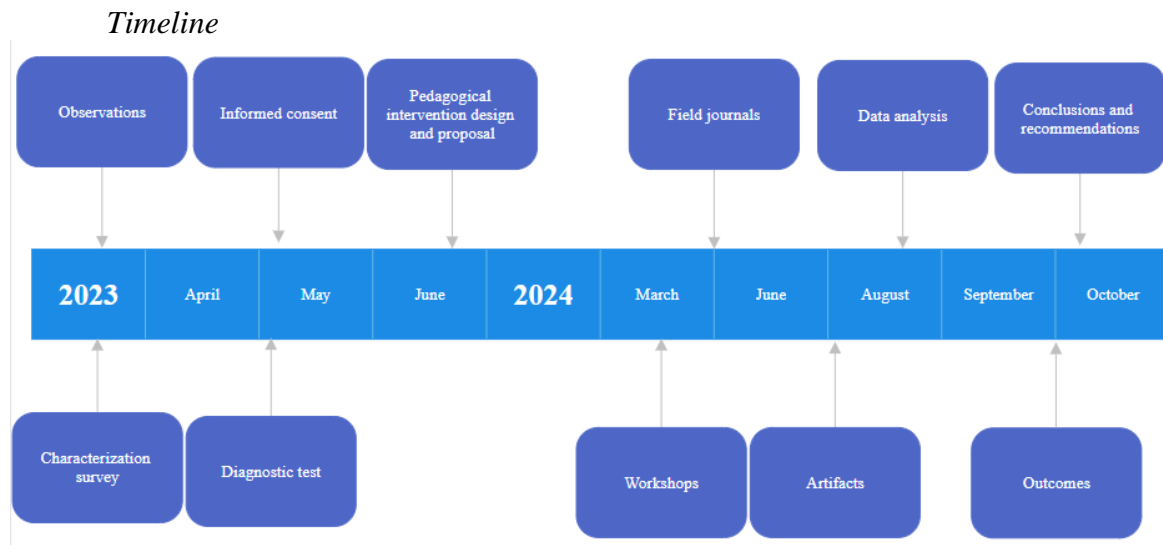 Timeline
Observations
Informed consent
Pedagogical
intervention design
and proposal
Field journals
Data analysis
Conclusions and
recommendations
2023
April
May
June
2024
March
June
August
September
October
Characterization
survey
Diagnostic test
Workshops
Artifacts
Outcomes